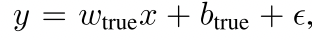 y = w_true x + b_true + ϵ,